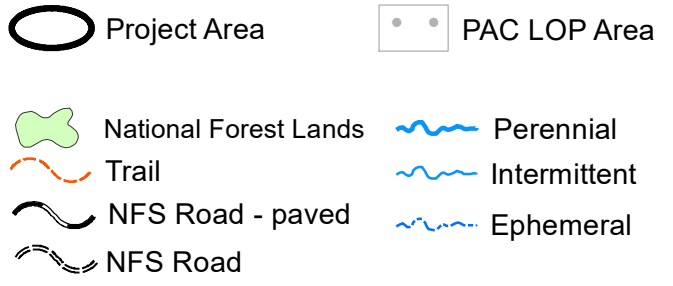 Project Area
PAC LOP Area
National Forest Lands
Trail
NFS Road - paved
NFS Road
Perennial
Intermittent
Ephemeral